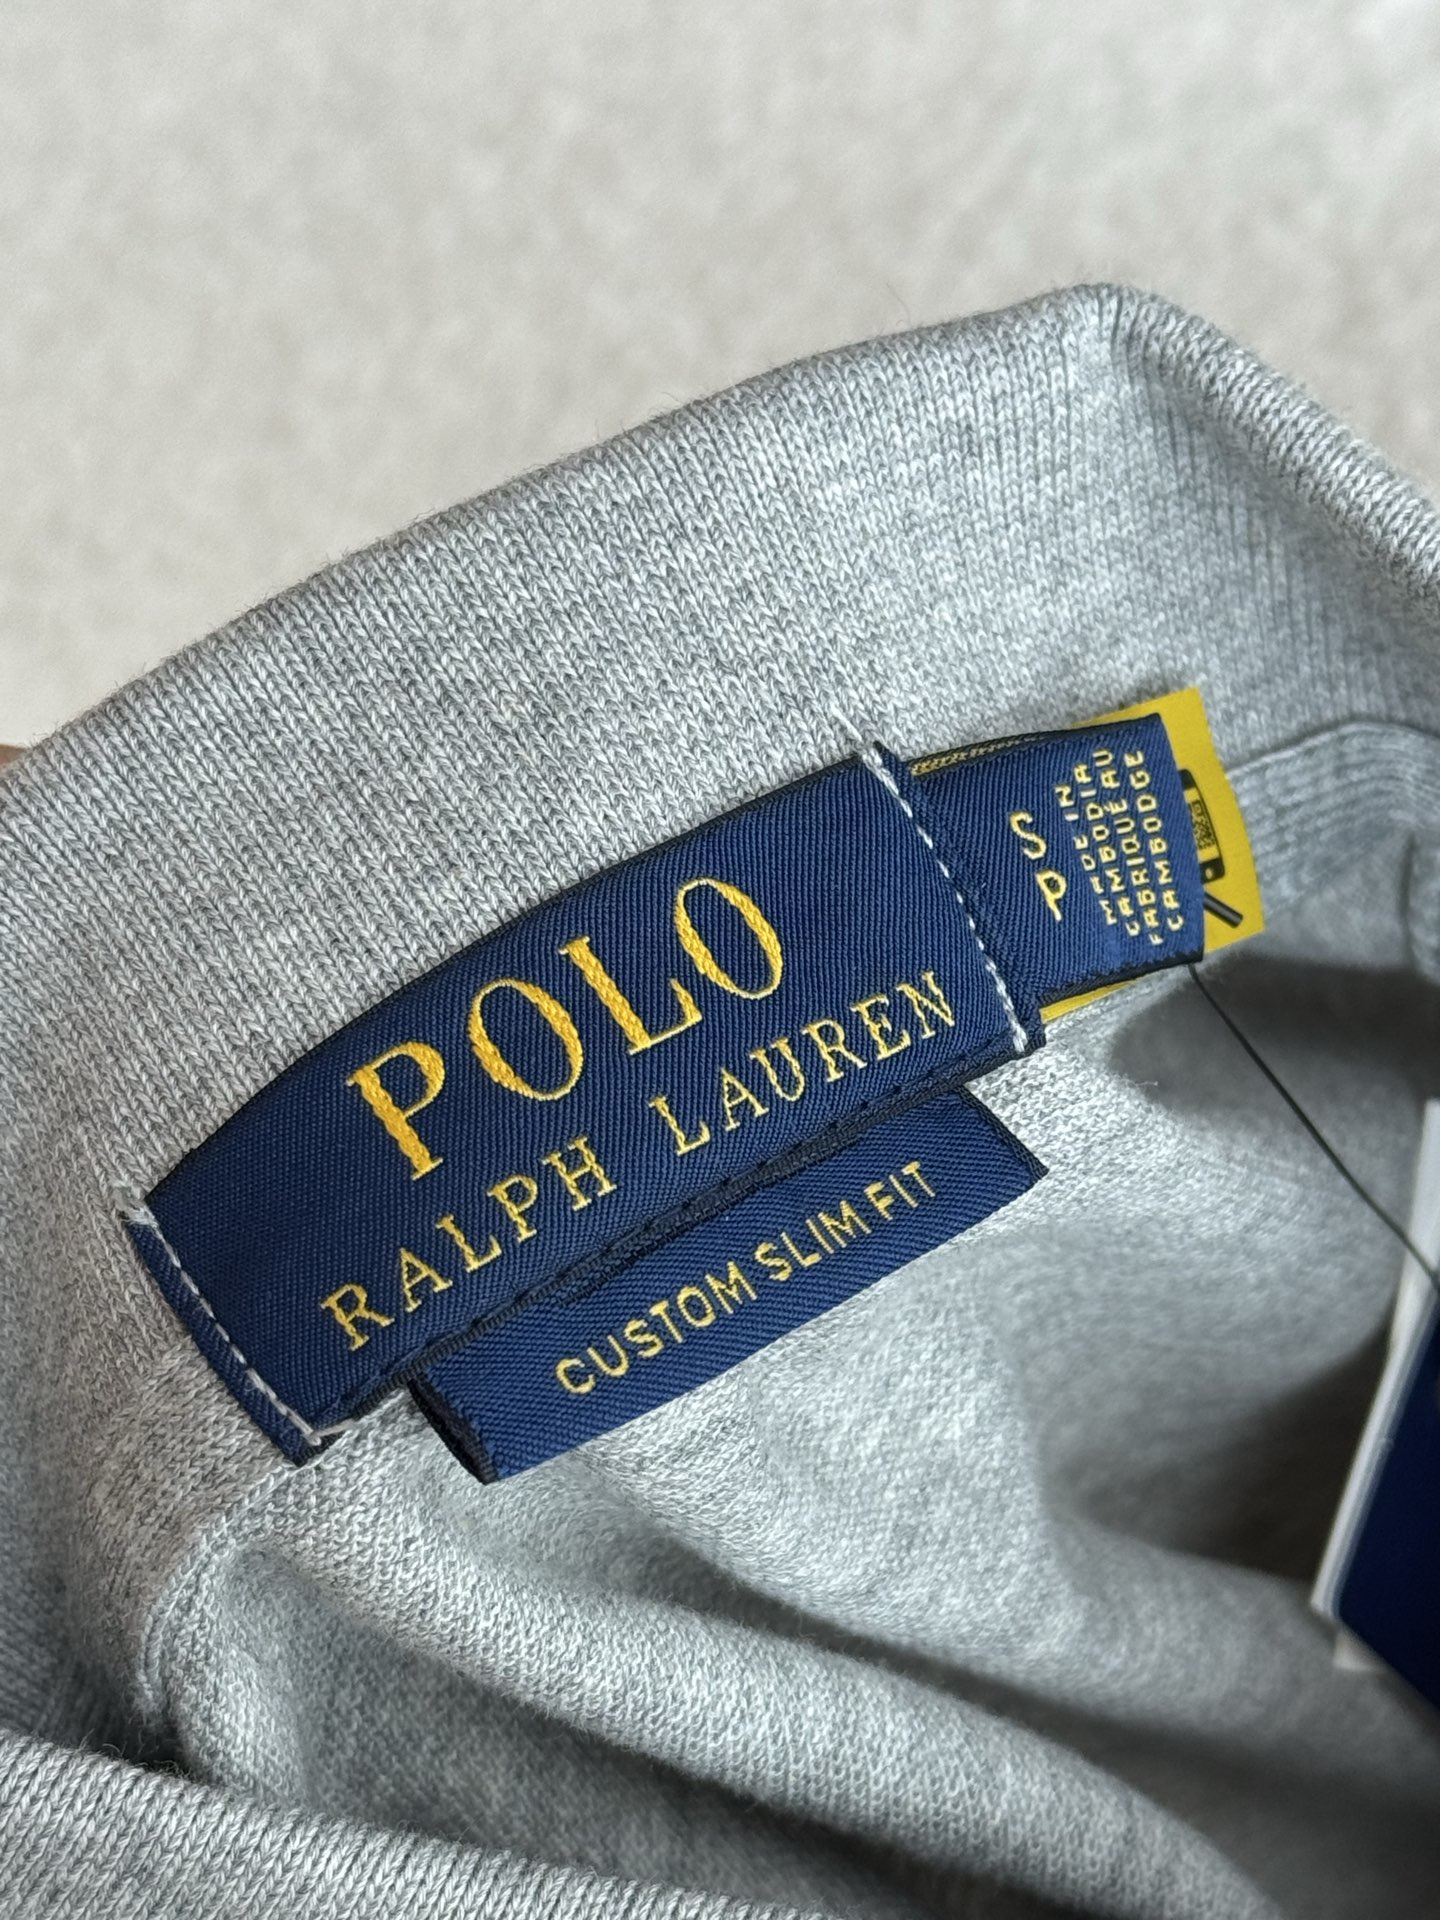 POLO
RALPH LAUREN
CUSTOM SLIM FIT
S
P
MADE IN
CAMBODIA
FABRIQUÉ AU
CAMBODGE